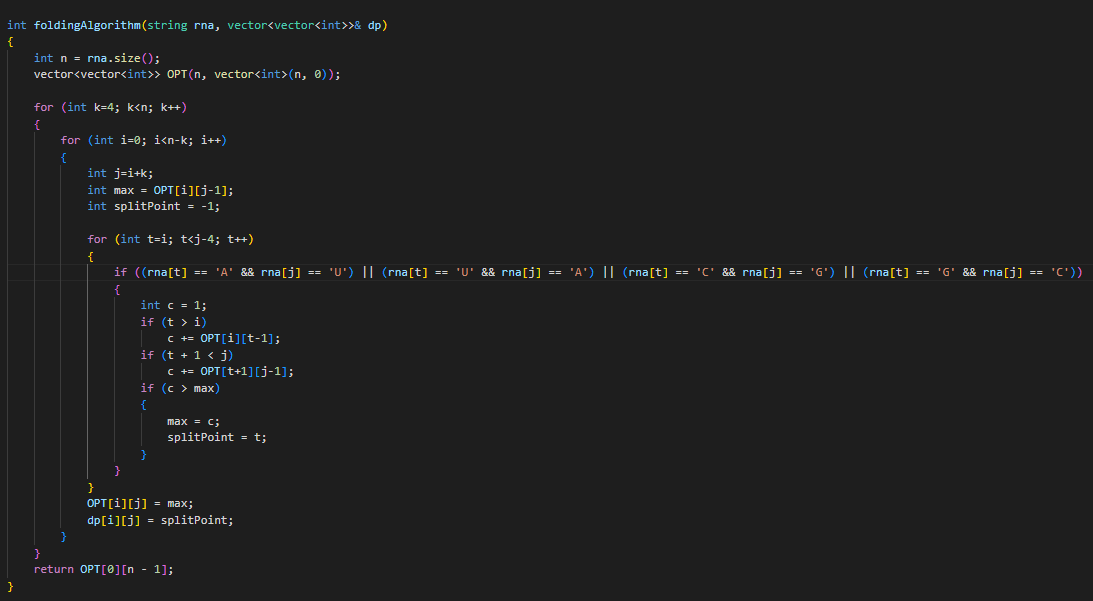 int foldingAlgorithm(string rna, vector<vector<int>>& dp)
{
    int n = rna.size();
    vector<vector<int>> OPT(n, vector<int>(n, 0));

    for (int k=4; k<n; k++)
    {
        for (int i=0; i<n-k; i++)
        {
            int j=i+k;
            int max = OPT[i][j-1];
            int splitPoint = -1;

            for (int t=i; t<j-4; t++)
            {
                if ((rna[t] == 'A' && rna[j] == 'U') || (rna[t] == 'U' && rna[j] == 'A') || (rna[t] == 'C' && rna[j] == 'G') || (rna[t] == 'G' && rna[j] == 'C'))
                {
                    int c = 1;
                    if (t > i)
                        c += OPT[i][t-1];
                    if (t + 1 < j)
                        c += OPT[t+1][j-1];
                    if (c > max)
                    {
                        max = c;
                        splitPoint = t;
                    }
                }
            }
            OPT[i][j] = max;
            dp[i][j] = splitPoint;
        }
    }
    return OPT[0][n - 1];
}